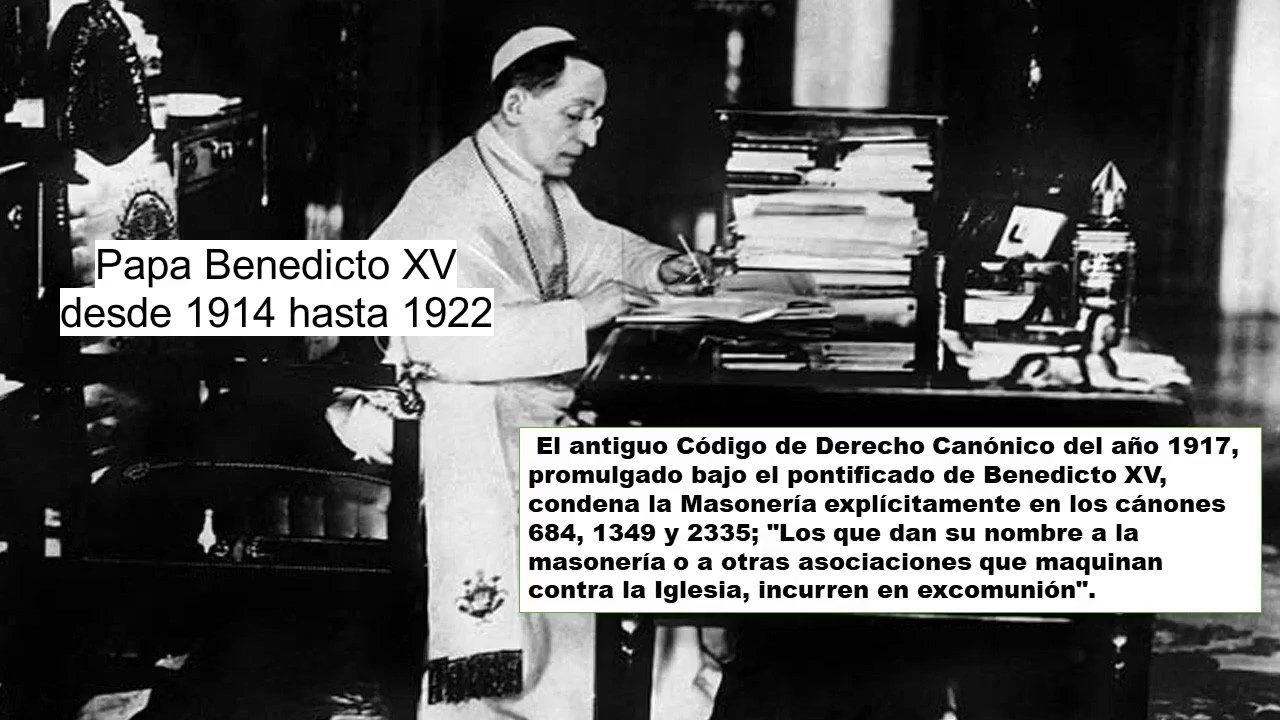 Papa Benedicto XV
desde 1914 hasta 1922
El antiguo Código de Derecho Canónico del año 1917,
promulgado bajo el pontificado de Benedicto XV,
condena la Masonería explícitamente en los cánones
684, 1349 y 2335; "Los que dan su nombre a la
masonería o a otras asociaciones que maquinan
contra la Iglesia, incurren en excomunión".